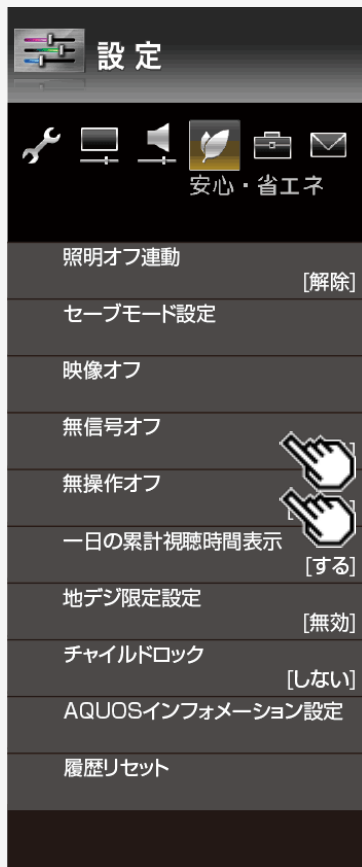 設定
安心・省エネ
照明オフ連動
[解除]
セーブモード設定
映像オフ
無信号オフ
無操作オフ
一日の累計視聴時間表示
[する]
地デジ限定設定
[無効]
チャイルドロック
[しない]
AQUOSインフォメーション設定
履歴リセット